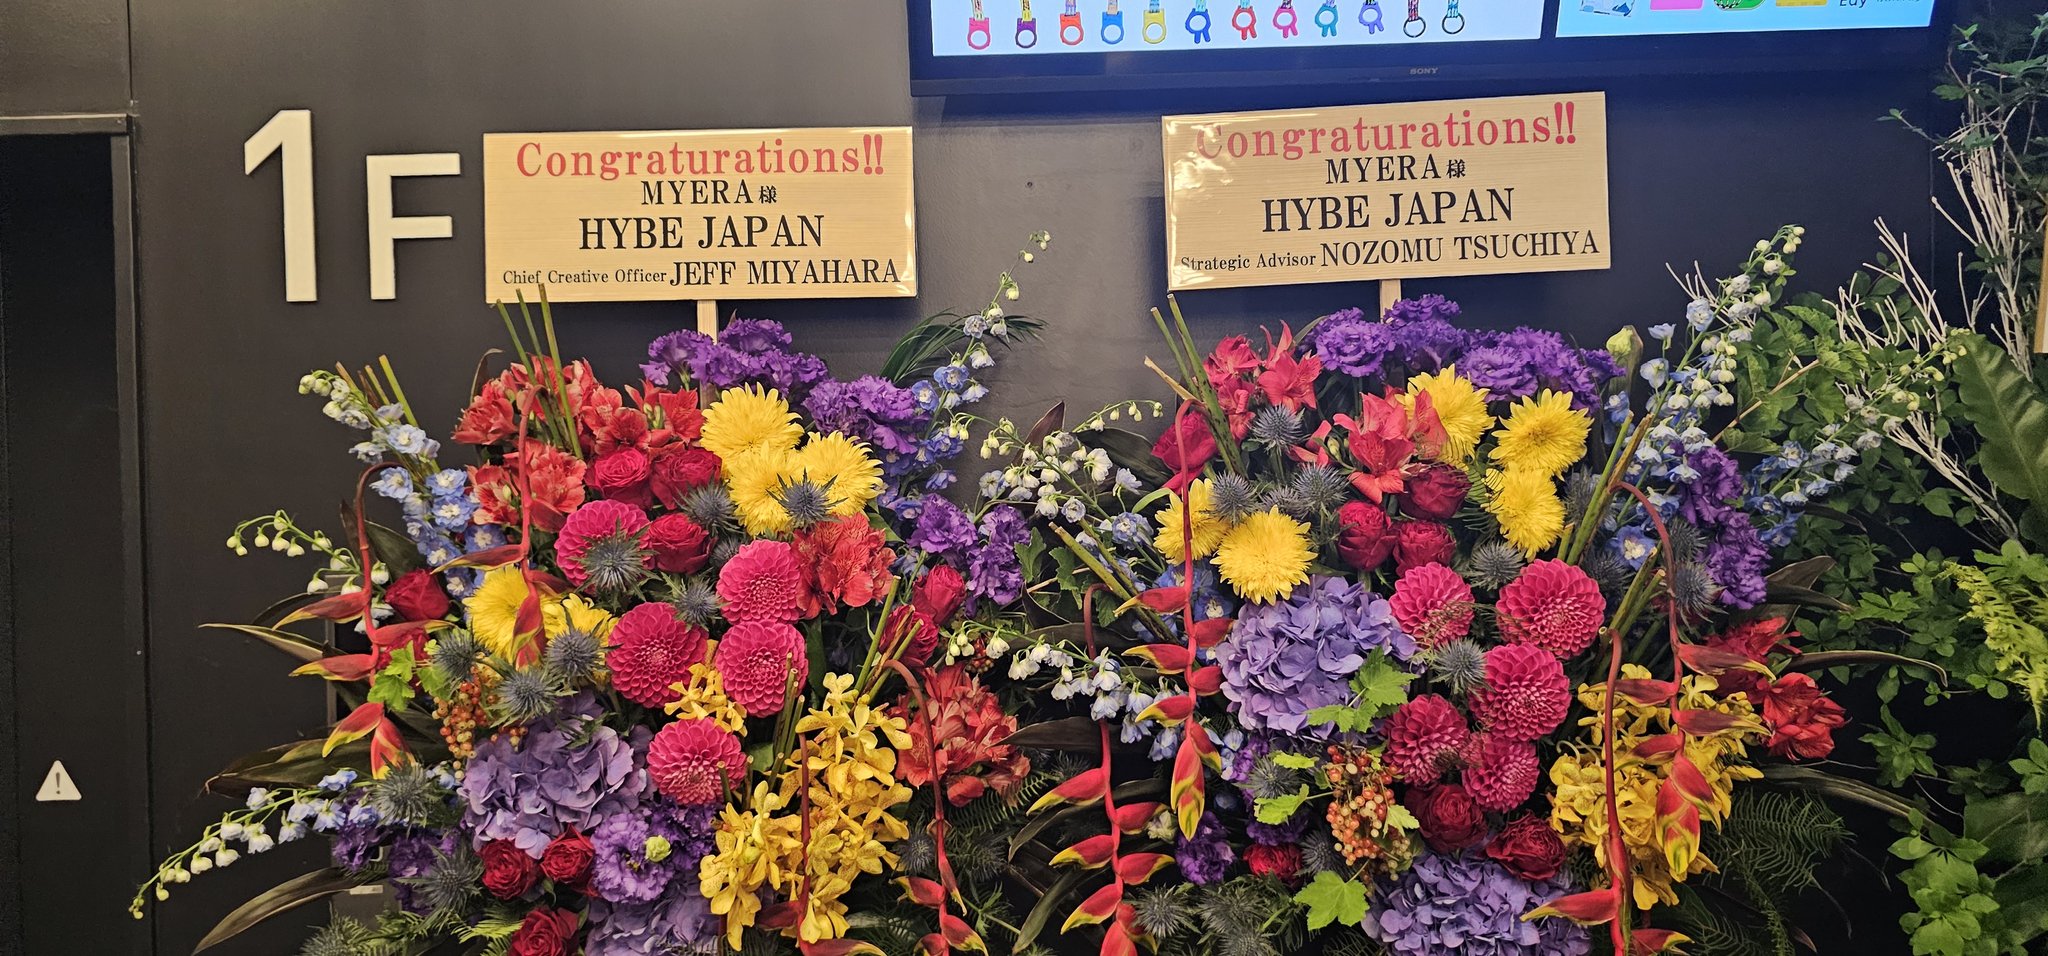 SONY
Edy
1F
Congraturations!!
MYERA様
HYBE JAPAN
Chief Creative Officer JEFF MIYAHARA
Congraturations!!
MYERA様
HYBE JAPAN
Strategic Advisor NOZOMU TSUCHIYA